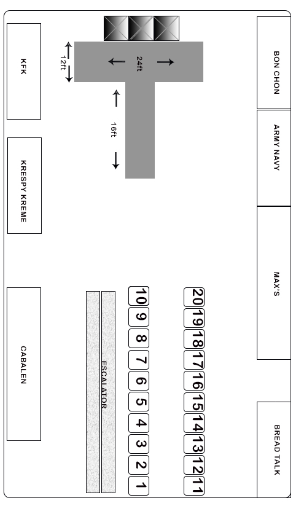 KFK
KRESPY KREME
CABALEN
12ft
24ft
16ft
ESCALATOR
10 9 8 7 6 5 4 3 2 1
20 19 18 17 16 15 14 13 12 11
BON CHON
ARMY NAVY
MAX'S
BREAD TALK